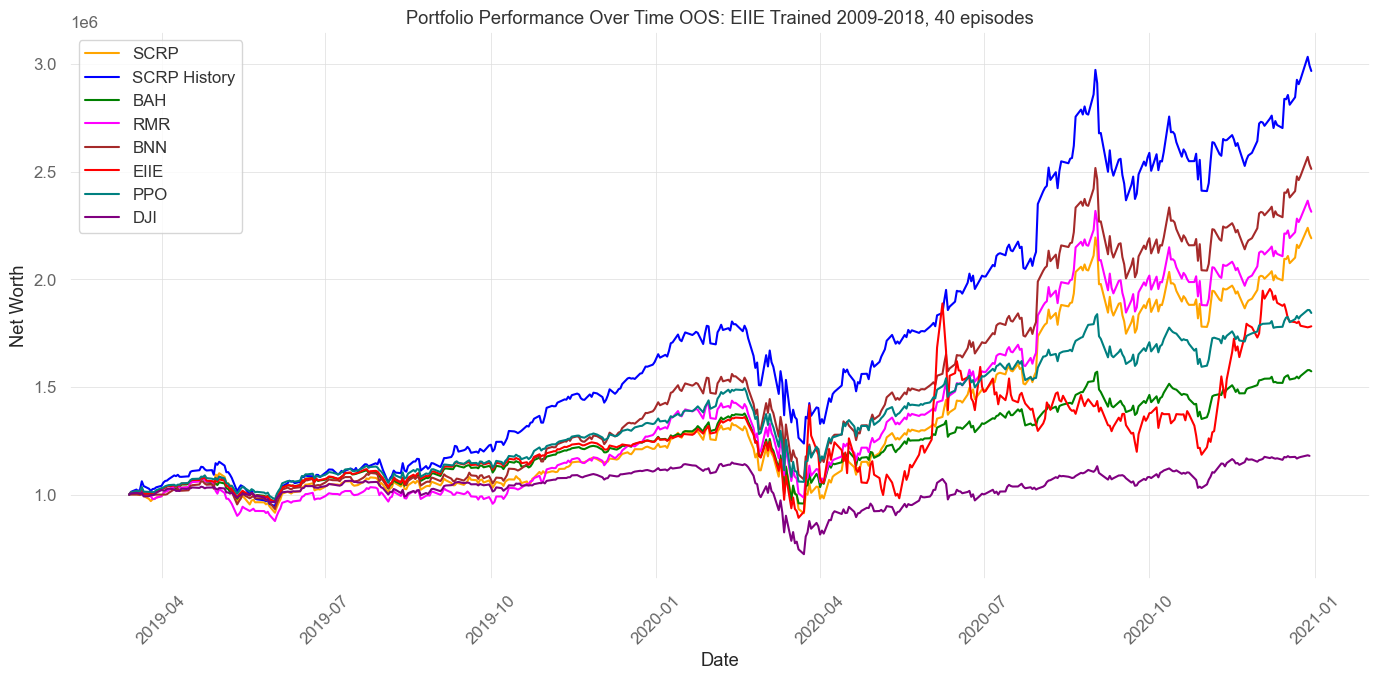 Portfolio Performance Over Time OOS: EIIE Trained 2009-2018, 40 episodes
1e6
SCRP
SCRP History
BAH
RMR
BNN
EIIE
PPO
DJI
3.0
2.5
2.0
1.5
1.0
Net Worth
2019-04
2019-07
2019-10
2020-01
2020-04
2020-07
2020-10
2021-01
Date